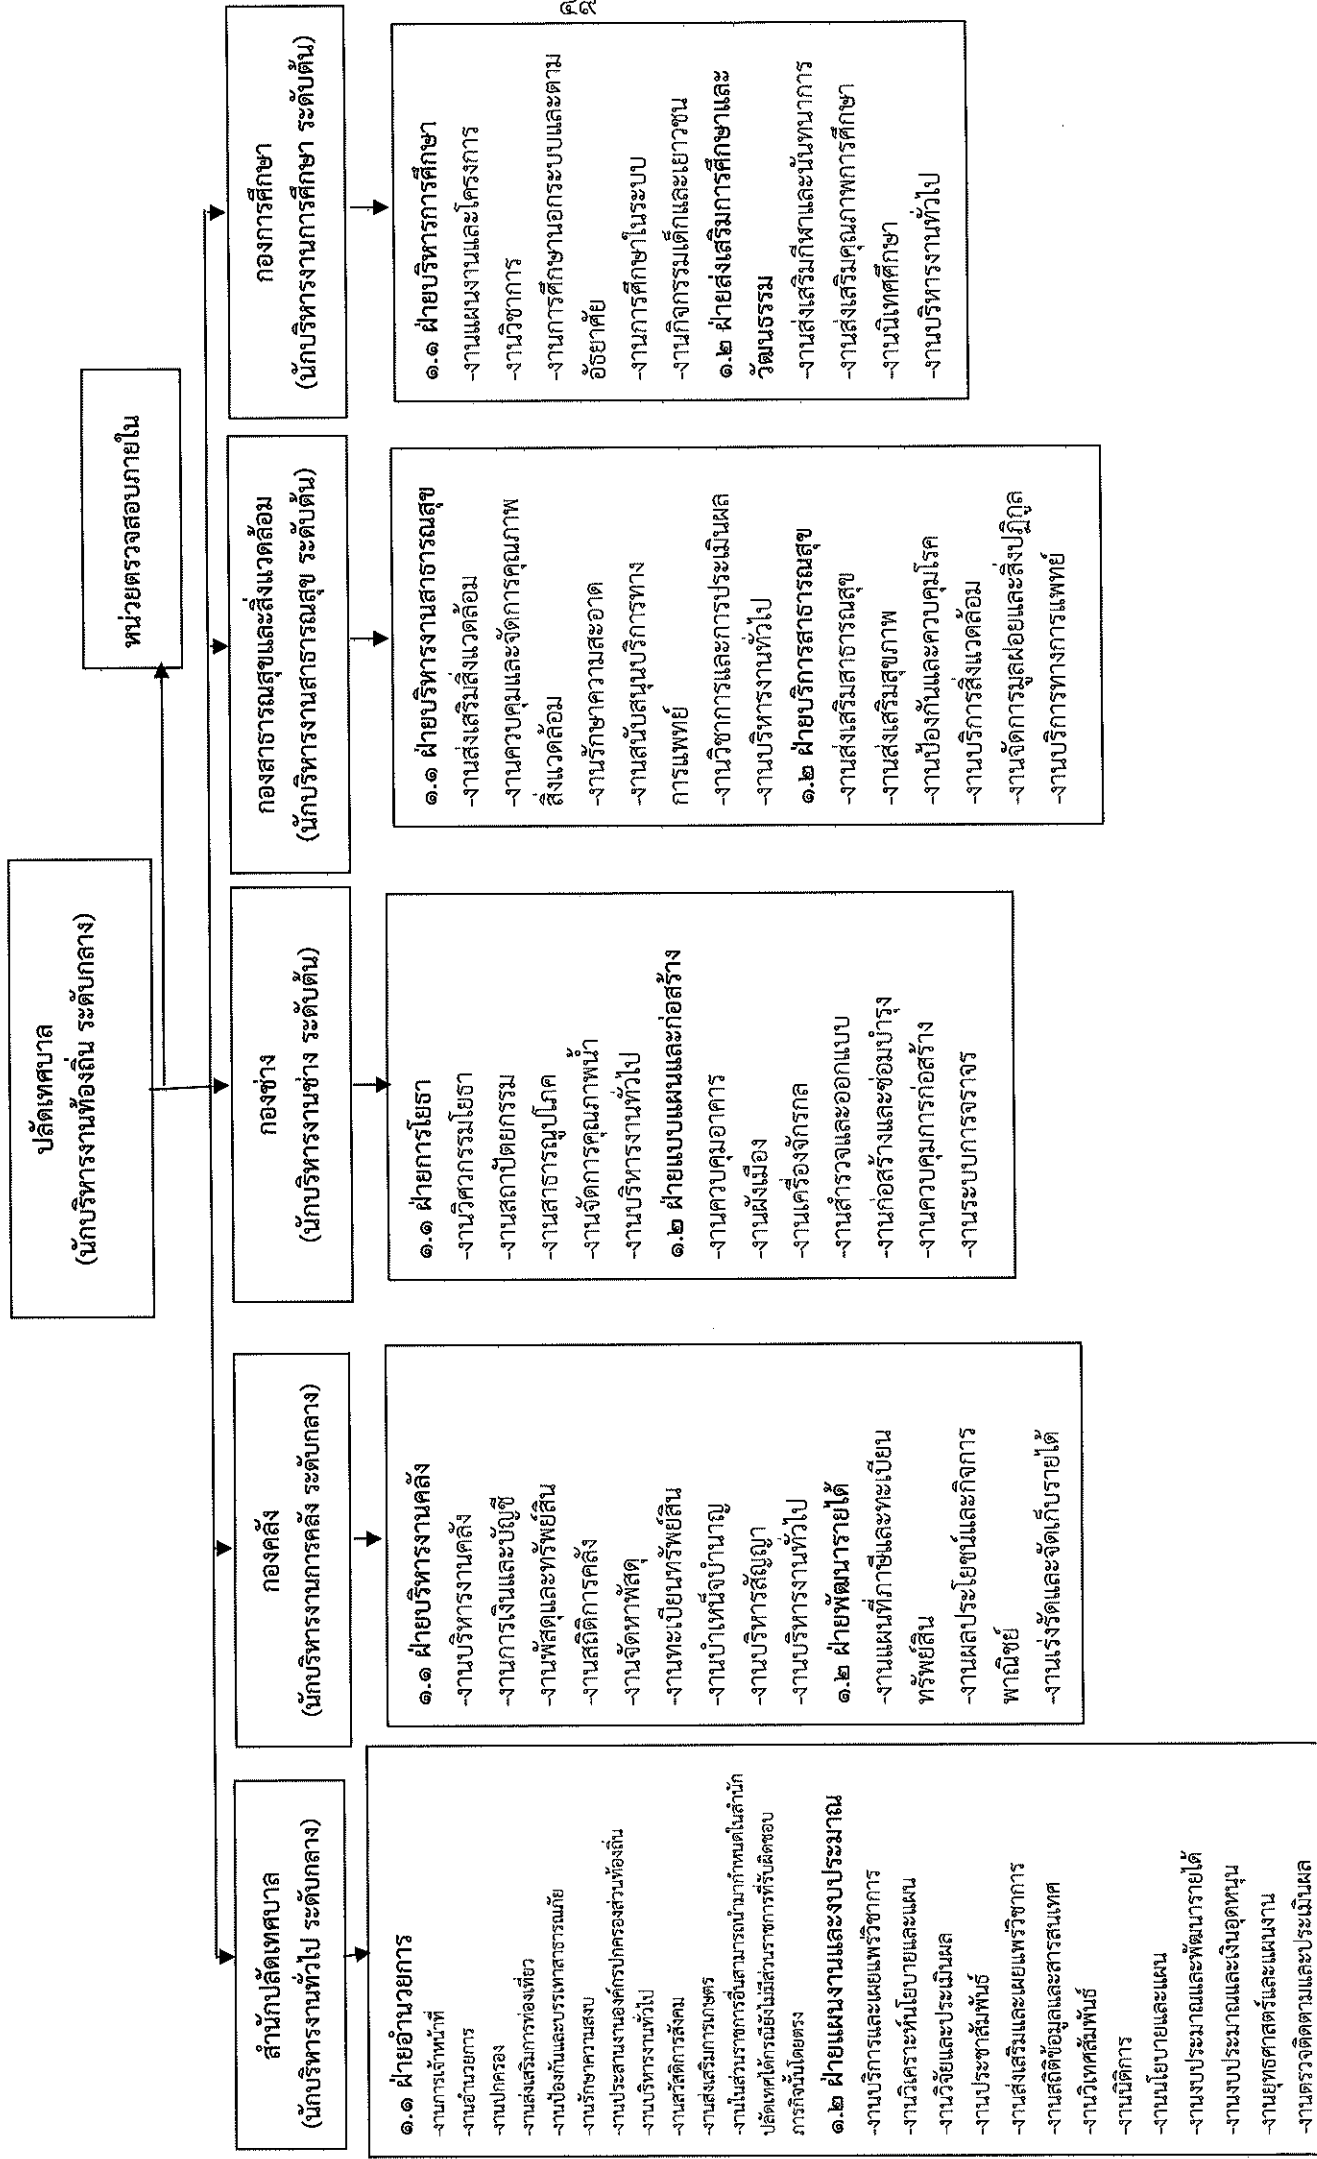 ๕๙
ปลัดเทศบาล
(นักบริหารงานท้องถิ่น ระดับกลาง)
หน่วยตรวจสอบภายใน
สำนักปลัดเทศบาล
(นักบริหารงานทั่วไป ระดับกลาง)
๑.๑ ฝ่ายอำนวยการ
-งานการเจ้าหน้าที่
-งานอำนวยการ
-งานปกครอง
-งานส่งเสริมการท่องเที่ยว
-งานป้องกันและบรรเทาสาธารณภัย
-งานรักษาความสงบ
-งานประสานงานองค์กรปกครองส่วนท้องถิ่น
-งานบริหารงานทั่วไป
-งานสวัสดิการสังคม
-งานส่งเสริมการเกษตร
-งานในส่วนราชการอื่นสามารถนำมากำหนดในสำนัก
ปลัดเทศได้กรณียังไม่มีส่วนราชการที่รับผิดชอบ
ภารกิจนั้นโดยตรง
๑.๒ ฝ่ายแผนงานและงบประมาณ
-งานบริการและเผยแพร่วิชาการ
-งานวิเคราะห์นโยบายและแผน
-งานวิจัยและประเมินผล
-งานประชาสัมพันธ์
-งานส่งเสริมและเผยแพร่วิชาการ
-งานสถิติข้อมูลและสารสนเทศ
-งานวิเทศสัมพันธ์
-งานนิติการ
-งานนโยบายและแผน
-งานงบประมาณและพัฒนารายได้
-งานงบประมาณและเงินอุดหนุน
-งานยุทธศาสตร์และแผนงาน
-งานตรวจติดตามและประเมินผล
กองคลัง
(นักบริหารงานการคลัง ระดับกลาง)
๑.๑ ฝ่ายบริหารงานคลัง
-งานบริหารงานคลัง
-งานการเงินและบัญชี
-งานพัสดุและทรัพย์สิน
-งานสถิติการคลัง
-งวนจัดหาพัสดุ
-งานทะเบียนทรัพย์สิน
-งานบำเหน็จบำนาญ
-งานบริหารสัญญา
-งานบริหารงานทั่วไป
๑.๒ ฝ่ายพัฒนารายได้
-งานแผนที่ภาษีและทะเบียน
ทรัพย์สิน
-งานผลประโยชน์และกิจการ
พาณิชย์
-งานเร่งรัดและจัดเก็บรายได้
กองช่าง
(นักบริหารงานช่าง ระดับต้น)
๑.๑ ฝ่ายการโยธา
-งานวิศวกรรมโยธา
-งานสถาปัตยกรรม
-งานสาธารณูปโภค
-งานจัดการคุณภาพน้ำ
-งานบริหารงานทั่วไป
๑.๒ ฝ่ายแบบแผนและก่อสร้าง
-งานควบคุมอาคาร
-งานผังเมือง
-งานเครื่องจักรกล
-งานสำรวจและออกแบบ
-งานก่อสร้างและซ่อมบำรุง
-งานควบคุมการก่อสร้าง
-งานระบบการจราจร
กองสาธารณสุขและสิ่งแวดล้อม
(นักบริหารงานสาธารณสุข ระดับต้น)
๑.๑ ฝ่ายบริหารงานสาธารณสุข
-งานส่งเสริมสิ่งแวดล้อม
-งานควบคุมและจัดการคุณภาพ
สิ่งแวดล้อม
-งานรักษาความสะอาด
-งานสนับสนุนบริการทาง
การแพทย์
-งานวิชาการและการประเมินผล
-งานบริหารงานทั่วไป
๑.๒ ฝ่ายบริการสาธารณสุข
-งานส่งเสริมสาธารณสุข
-งานส่งเสริมสุขภาพ
-งานป้องกันและควบคุมโรค
-งานบริการสิ่งแวดล้อม
-งานจัดการมูลฝอยและสิ่งปฏิกูล
-งานบริการทางการแพทย์
กองการศึกษา
(นักบริหารงานการศึกษา ระดับต้น)
๑.๑ ฝ่ายบริหารการศึกษา
-งานแผนงานและโครงการ
-งานวิชาการ
-งานการศึกษานอกระบบและตาม
อัธยาศัย
-งานการศึกษาในระบบ
-งานกิจกรรมเด็กและเยาวชน
๑.๒ ฝ่ายส่งเสริมการศึกษาและ
วัฒนธรรม
-งานส่งเสริมกีฬาและนันทนาการ
-งานส่งเสริมคุณภาพการศึกษา
-งานนิเทศศึกษา
-งานบริหารงานทั่วไป